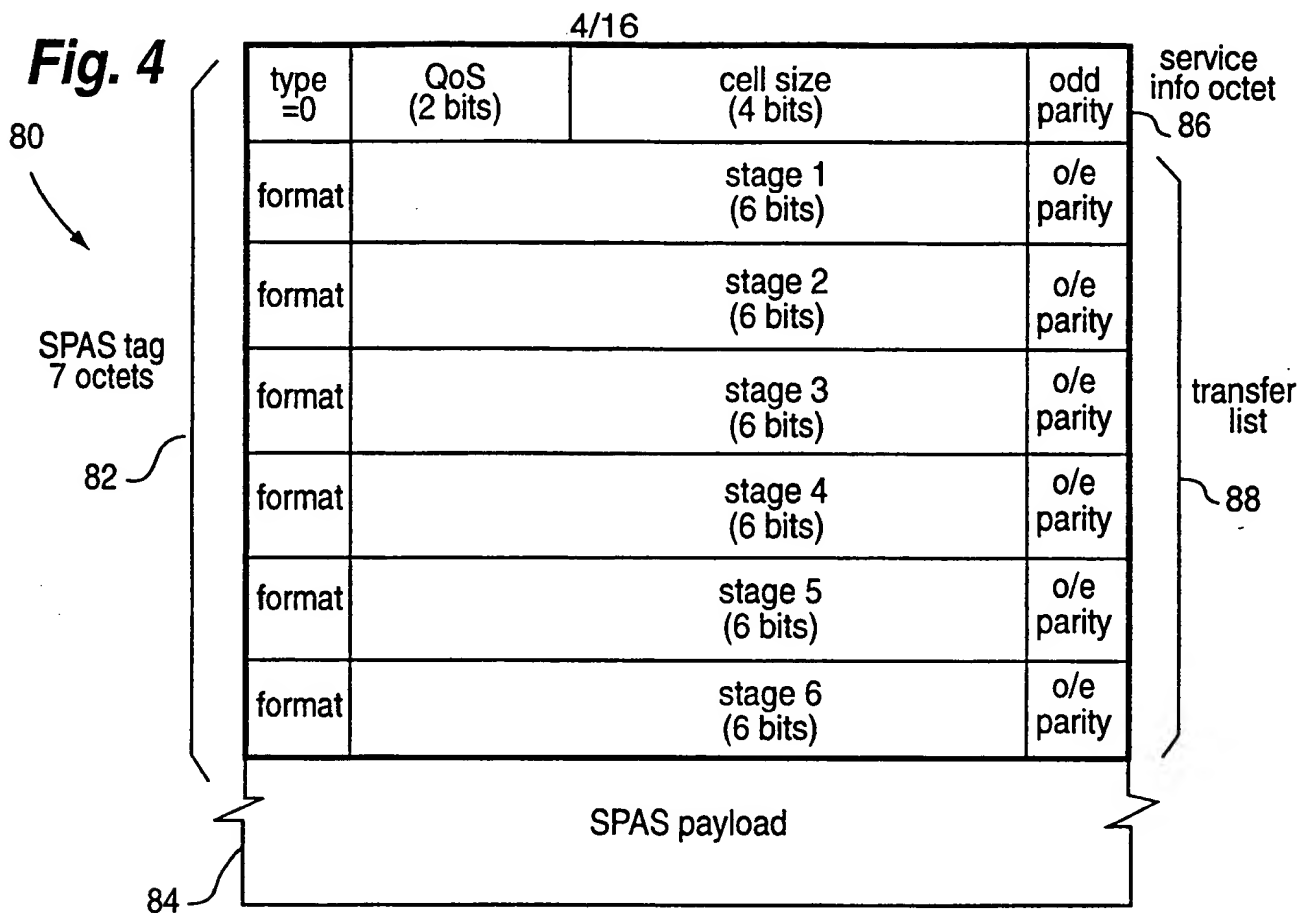 4/16
Fig. 4
type
=0
QoS
(2 bits)
cell size
(4 bits)
odd
parity
service
info octet
86
80
format
stage 1
(6 bits)
o/e
parity
format
stage 2
(6 bits)
o/e
parity
SPAS tag
7 octets
format
stage 3
(6 bits)
o/e
parity
transfer
list
82
format
stage 4
(6 bits)
o/e
parity
88
format
stage 5
(6 bits)
o/e
parity
format
stage 6
(6 bits)
o/e
parity
SPAS payload
84